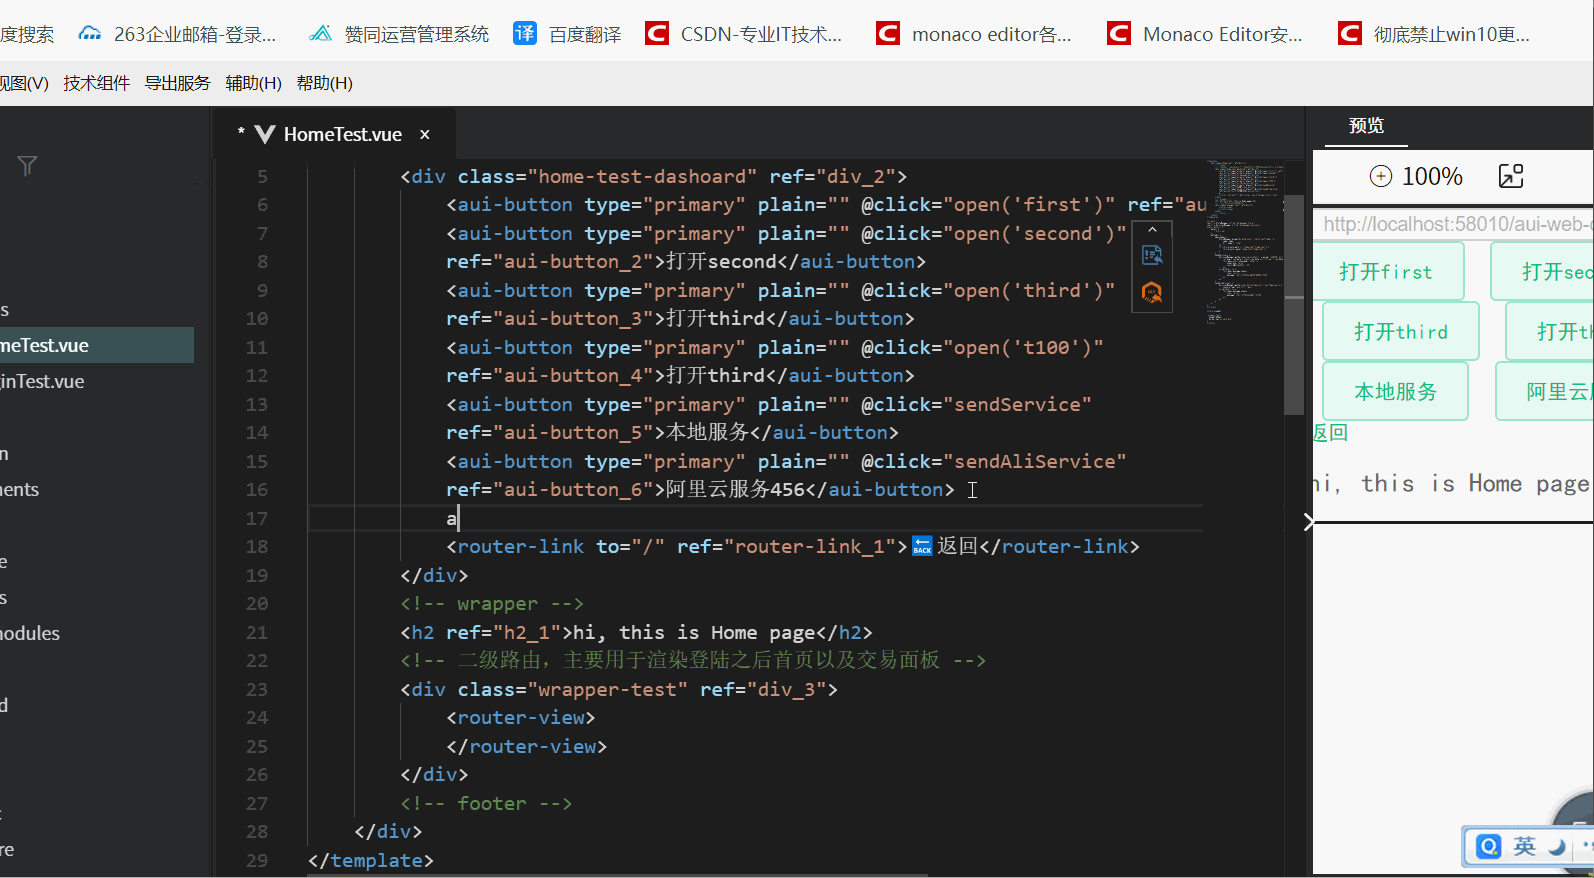 度搜索 263企业邮箱-登录... 赞同运营管理系统 译 百度翻译 CSDN-专业IT技术... monaco editor各... Monaco Editor安... 彻底禁止win10更...
视图(V) 技术组件 导出服务 辅助(H) 帮助(H)
* HomeTest.vue ×
预览
100%
http://localhost:58010/aui-web-
s
meTest.vue
ginTest.vue
n
nents
e
s
nodules
d
re
5 <div class="home-test-dashoard" ref="div_2">
6 <aui-button type="primary" plain="" @click="open('first')" ref="au
7 <aui-button type="primary" plain="" @click="open('second')"
8 ref="aui-button_2">打开second</aui-button>
9 <aui-button type="primary" plain="" @click="open('third')"
10 ref="aui-button_3">打开third</aui-button>
11 <aui-button type="primary" plain="" @click="open('t100')"
12 ref="aui-button_4">打开third</aui-button>
13 <aui-button type="primary" plain="" @click="sendService"
14 ref="aui-button_5">本地服务</aui-button>
15 <aui-button type="primary" plain="" @click="sendAliService"
16 ref="aui-button_6">阿里云服务456</aui-button>
17 a
18 <router-link to="/" ref="router-link_1">🔙返回</router-link>
19 </div>
20 <!-- wrapper -->
21 <h2 ref="h2_1">hi, this is Home page</h2>
22 <!-- 二级路由，主要用于渲染登陆之后首页以及交易面板 -->
23 <div class="wrapper-test" ref="div_3">
24 <router-view>
25 </router-view>
26 </div>
27 <!-- footer -->
28 </div>
29 </template>
打开first 打开sec
打开third 打开th
本地服务 阿里云
返回
hi, this is Home page
英